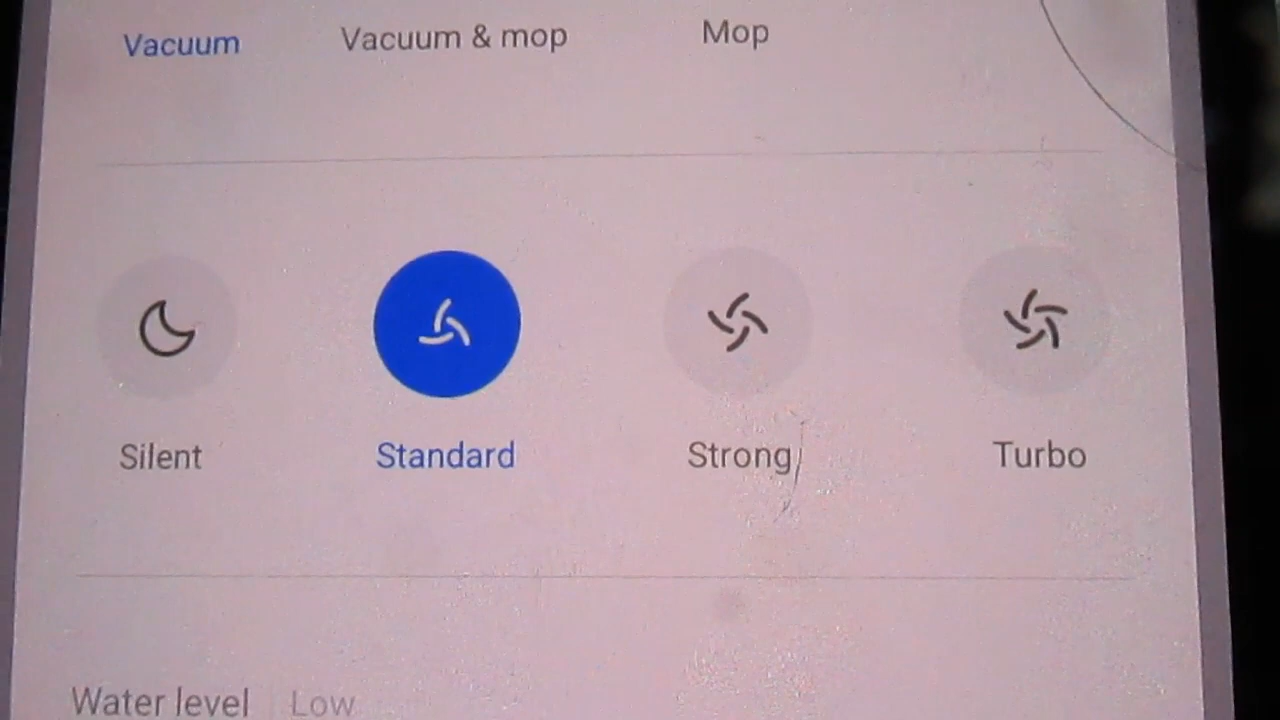 Vacuum Vacuum & mop Mop
Silent Standard Strong Turbo
Water level Low